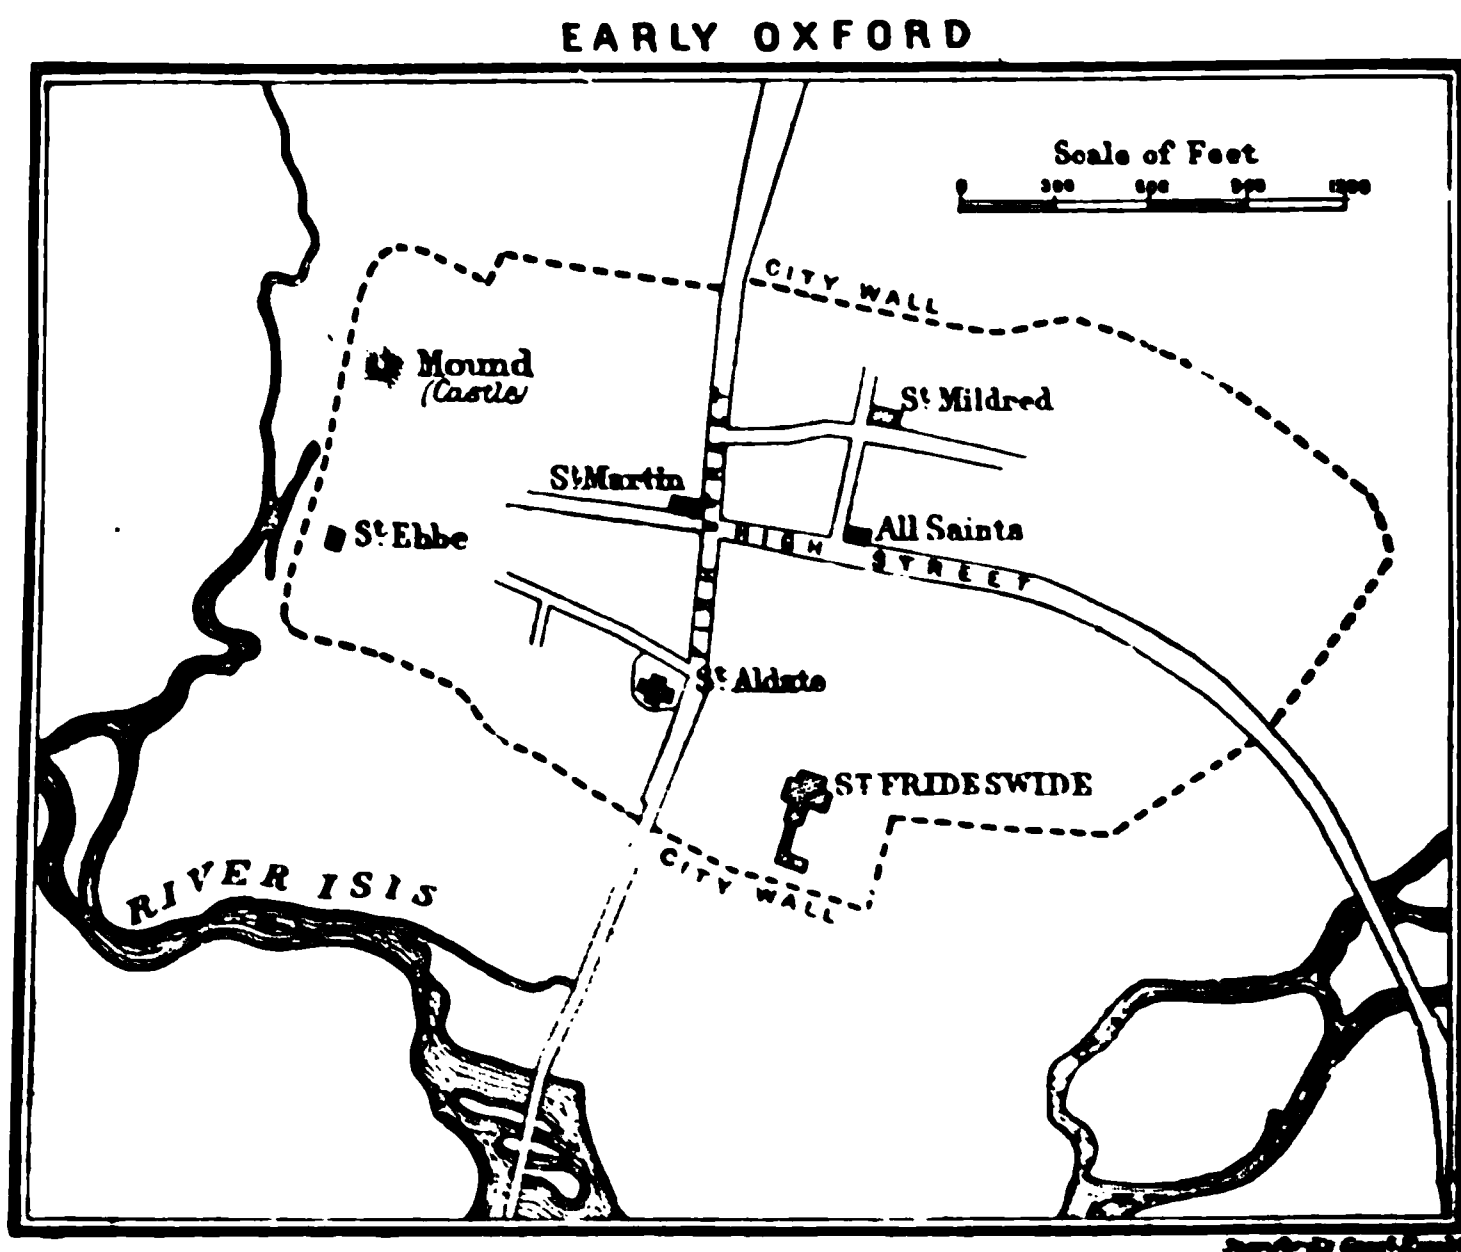 EARLY OXFORD
Scale of Feet
0 300 600 900 1200
CITY WALL
Mound
(Castle)
St. Mildred
St. Martin
All Saints
St. Ebbe
HIGH STREET
St. Aldate
ST FRIDESWIDE
CITY WALL
RIVER ISIS